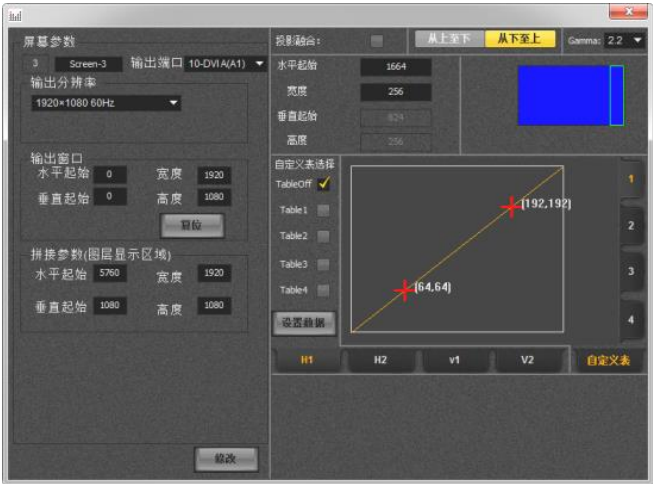 屏幕参数
3 Screen-3 输出端口 10-DVI A(A1)
输出分辨率
1920×1080 60Hz
输出窗口
水平起始 0 宽度 1920
垂直起始 0 高度 1080
复位
拼接参数(图层显示区域)
水平起始 5760 宽度 1920
垂直起始 1080 高度 1080
修改
投影融合: 从上至下 从下至上 Gamma: 2.2
水平起始 1664
宽度 256
垂直起始 824
高度 256
自定义表选择
TableOff
Table1
Table2
Table3
Table4
设置数据
(192,192)
(64,64)
1
2
3
4
H1 H2 v1 V2 自定义表